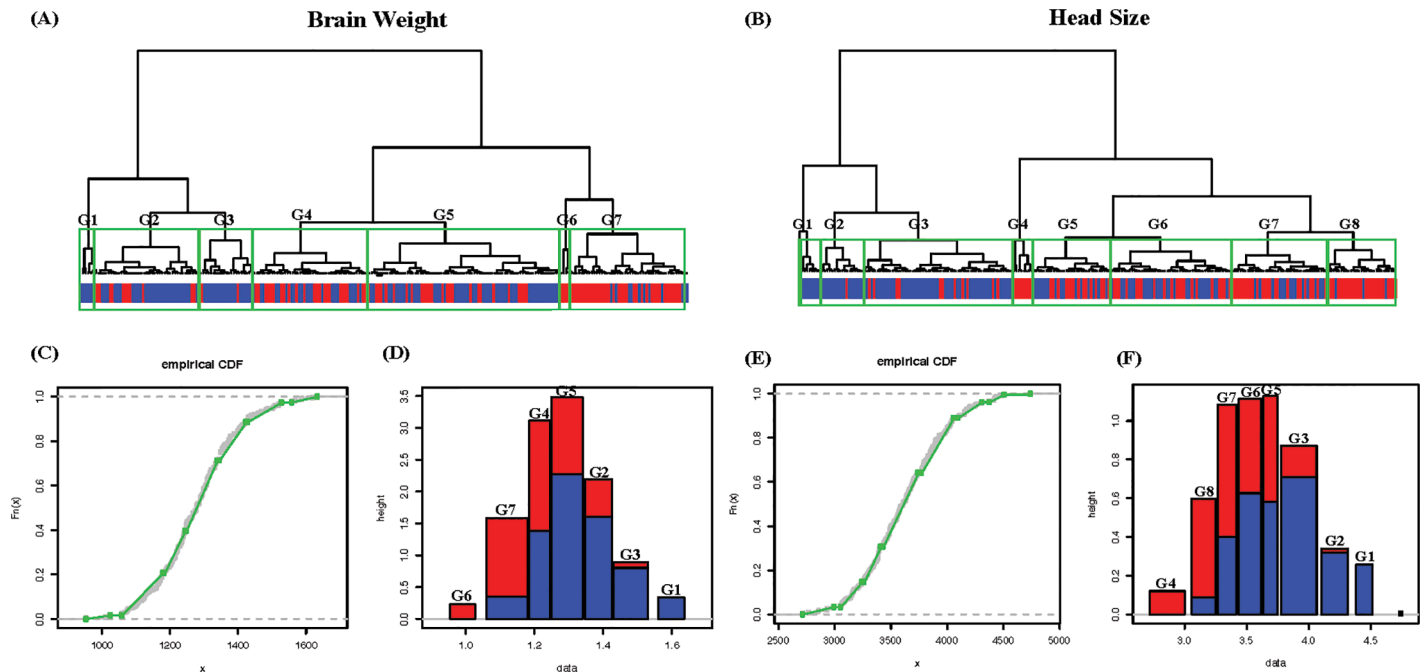 (A) Brain Weight
(B) Head Size
G1 G2 G3 G4 G5 G6 G7
G1 G2 G3 G4 G5 G6 G7 G8
(C)
empirical CDF
Fn(x)
1.0
0.8
0.6
0.4
0.2
0.0
1000 1200 1400 1600
x
(D)
height
3.5
3.0
2.5
2.0
1.5
1.0
0.5
0.0
G6 G7 G4 G5 G2 G3 G1
1.0 1.2 1.4 1.6
data
(E)
empirical CDF
Fn(x)
1.0
0.8
0.6
0.4
0.2
0.0
2500 3000 3500 4000 4500 5000
x
(F)
height
1.0
0.8
0.6
0.4
0.2
0.0
G4 G8 G7 G6 G5 G3 G2 G1
3.0 3.5 4.0 4.5
data